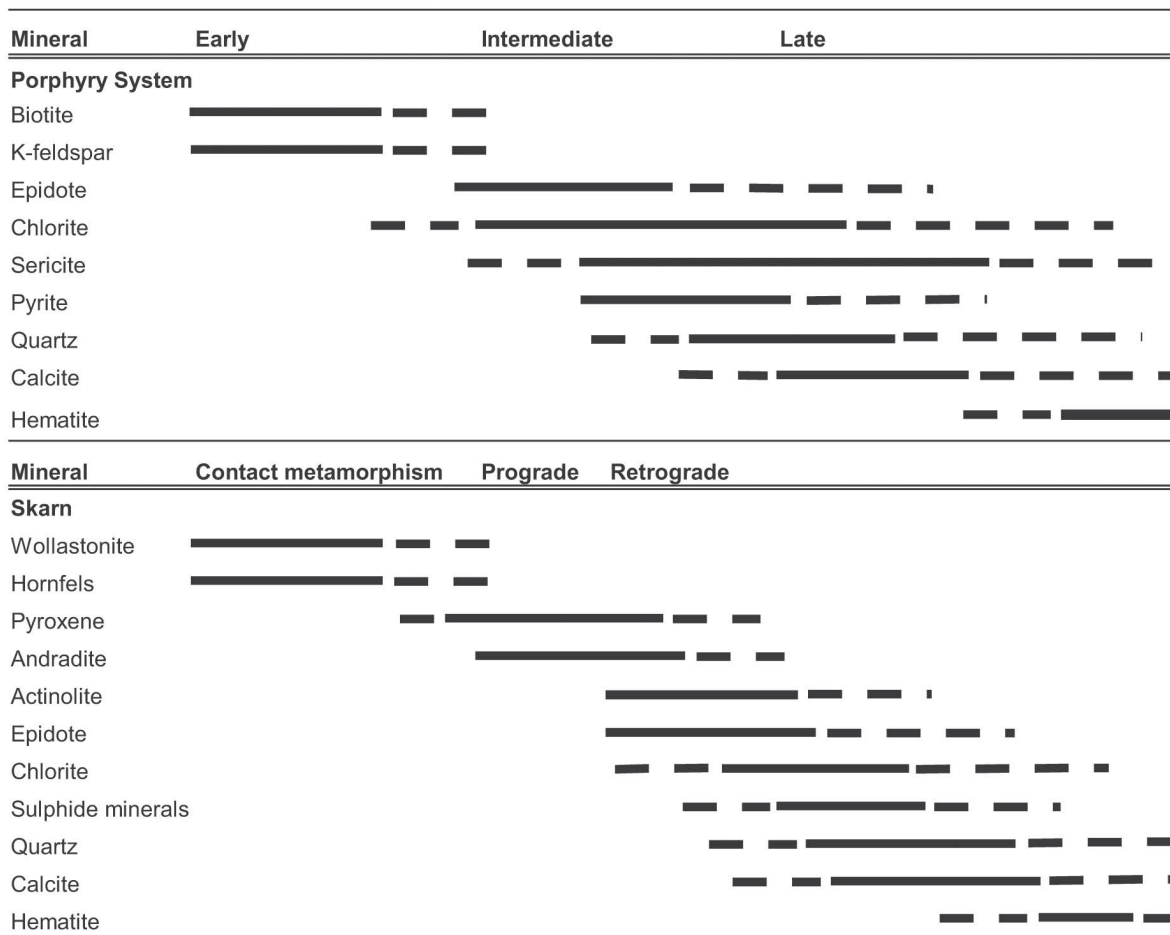 Mineral Early Intermediate Late
Porphyry System
Biotite
K-feldspar
Epidote
Chlorite
Sericite
Pyrite
Quartz
Calcite
Hematite
Mineral Contact metamorphism Prograde Retrograde
Skarn
Wollastonite
Hornfels
Pyroxene
Andradite
Actinolite
Epidote
Chlorite
Sulphide minerals
Quartz
Calcite
Hematite